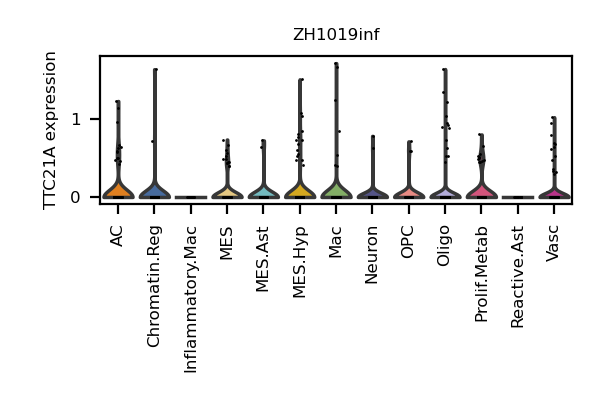 ZH1019inf
TTC21A expression
1
0
AC
Chromatin.Reg
Inflammatory.Mac
MES
MES.Ast
MES.Hyp
Mac
Neuron
OPC
Oligo
Prolif.Metab
Reactive.Ast
Vasc